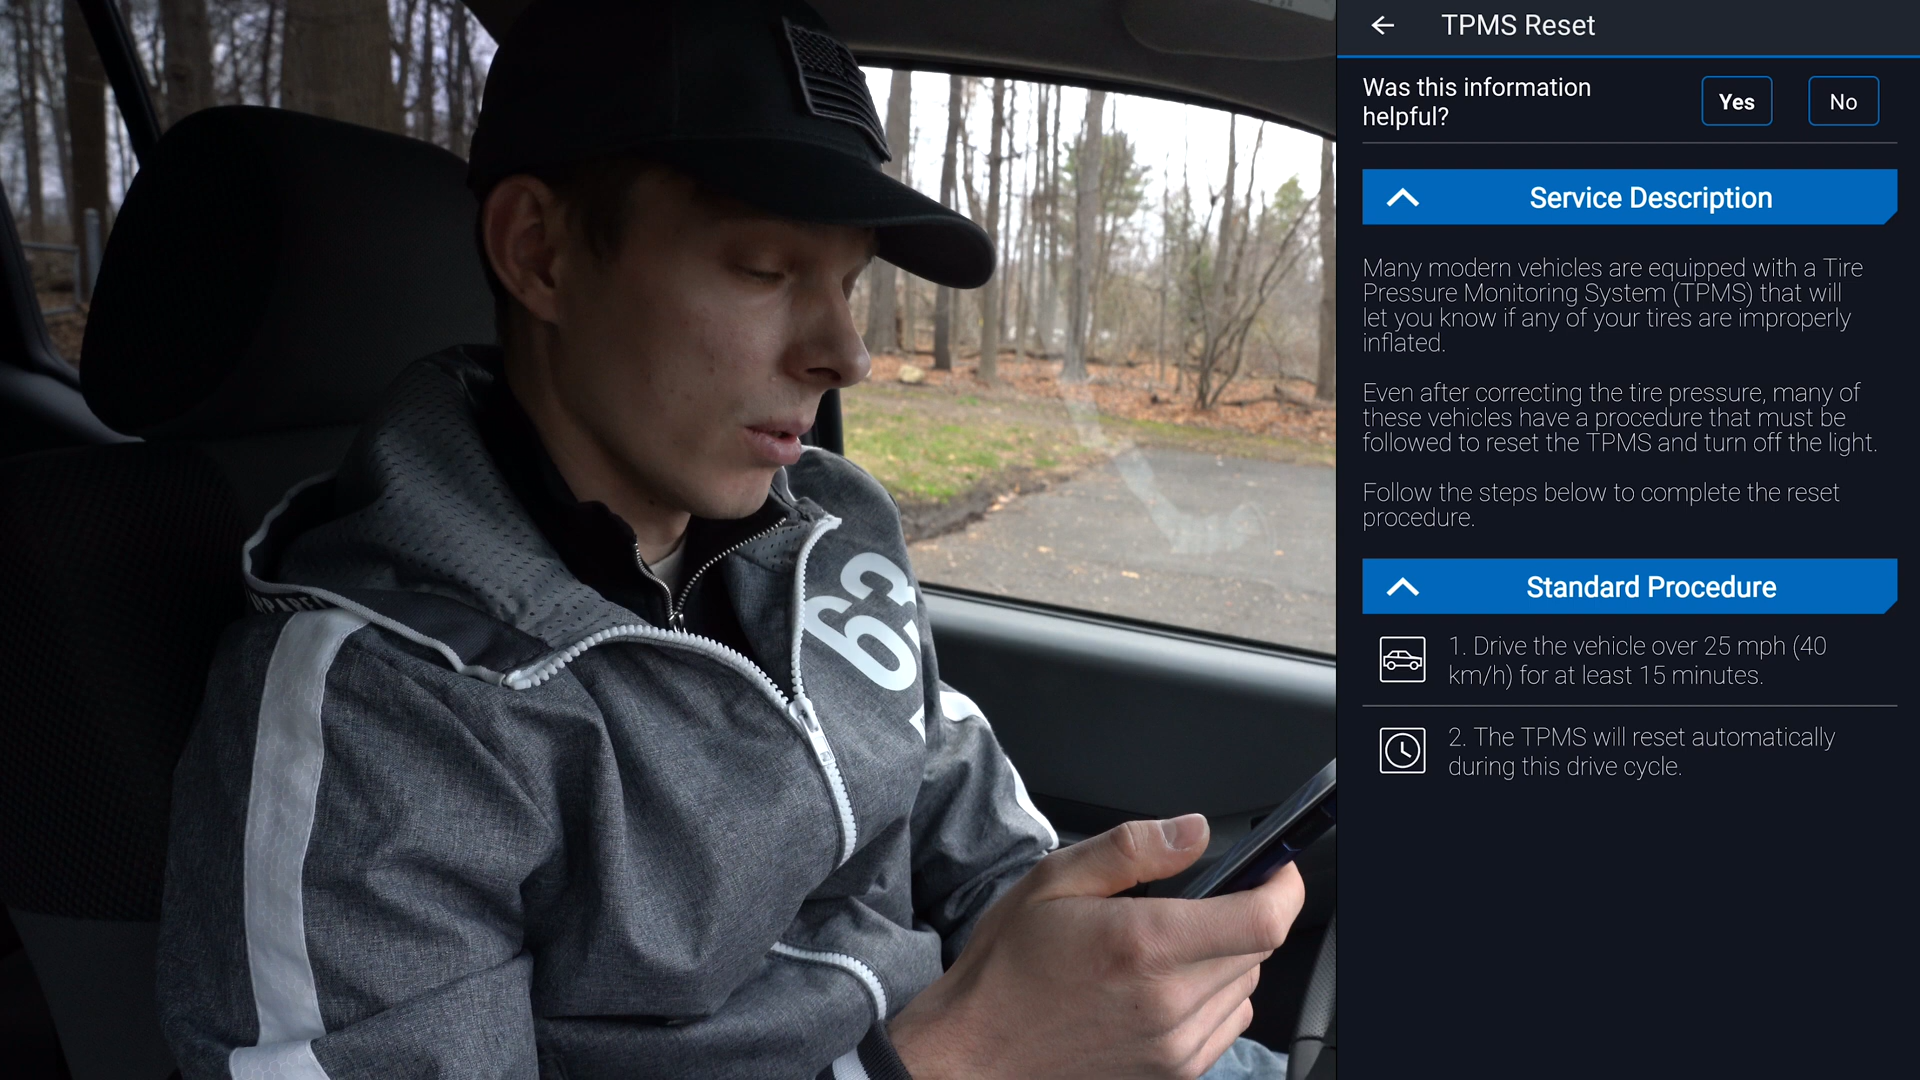 TPMS Reset
Was this information
helpful?
Yes
No
Service Description
Many modern vehicles are equipped with a Tire
Pressure Monitoring System (TPMS) that will
let you know if any of your tires are improperly
inflated.
Even after correcting the tire pressure, many of
these vehicles have a procedure that must be
followed to reset the TPMS and turn off the light.
Follow the steps below to complete the reset
procedure.
Standard Procedure
1. Drive the vehicle over 25 mph (40
km/h) for at least 15 minutes.
2. The TPMS will reset automatically
during this drive cycle.
63